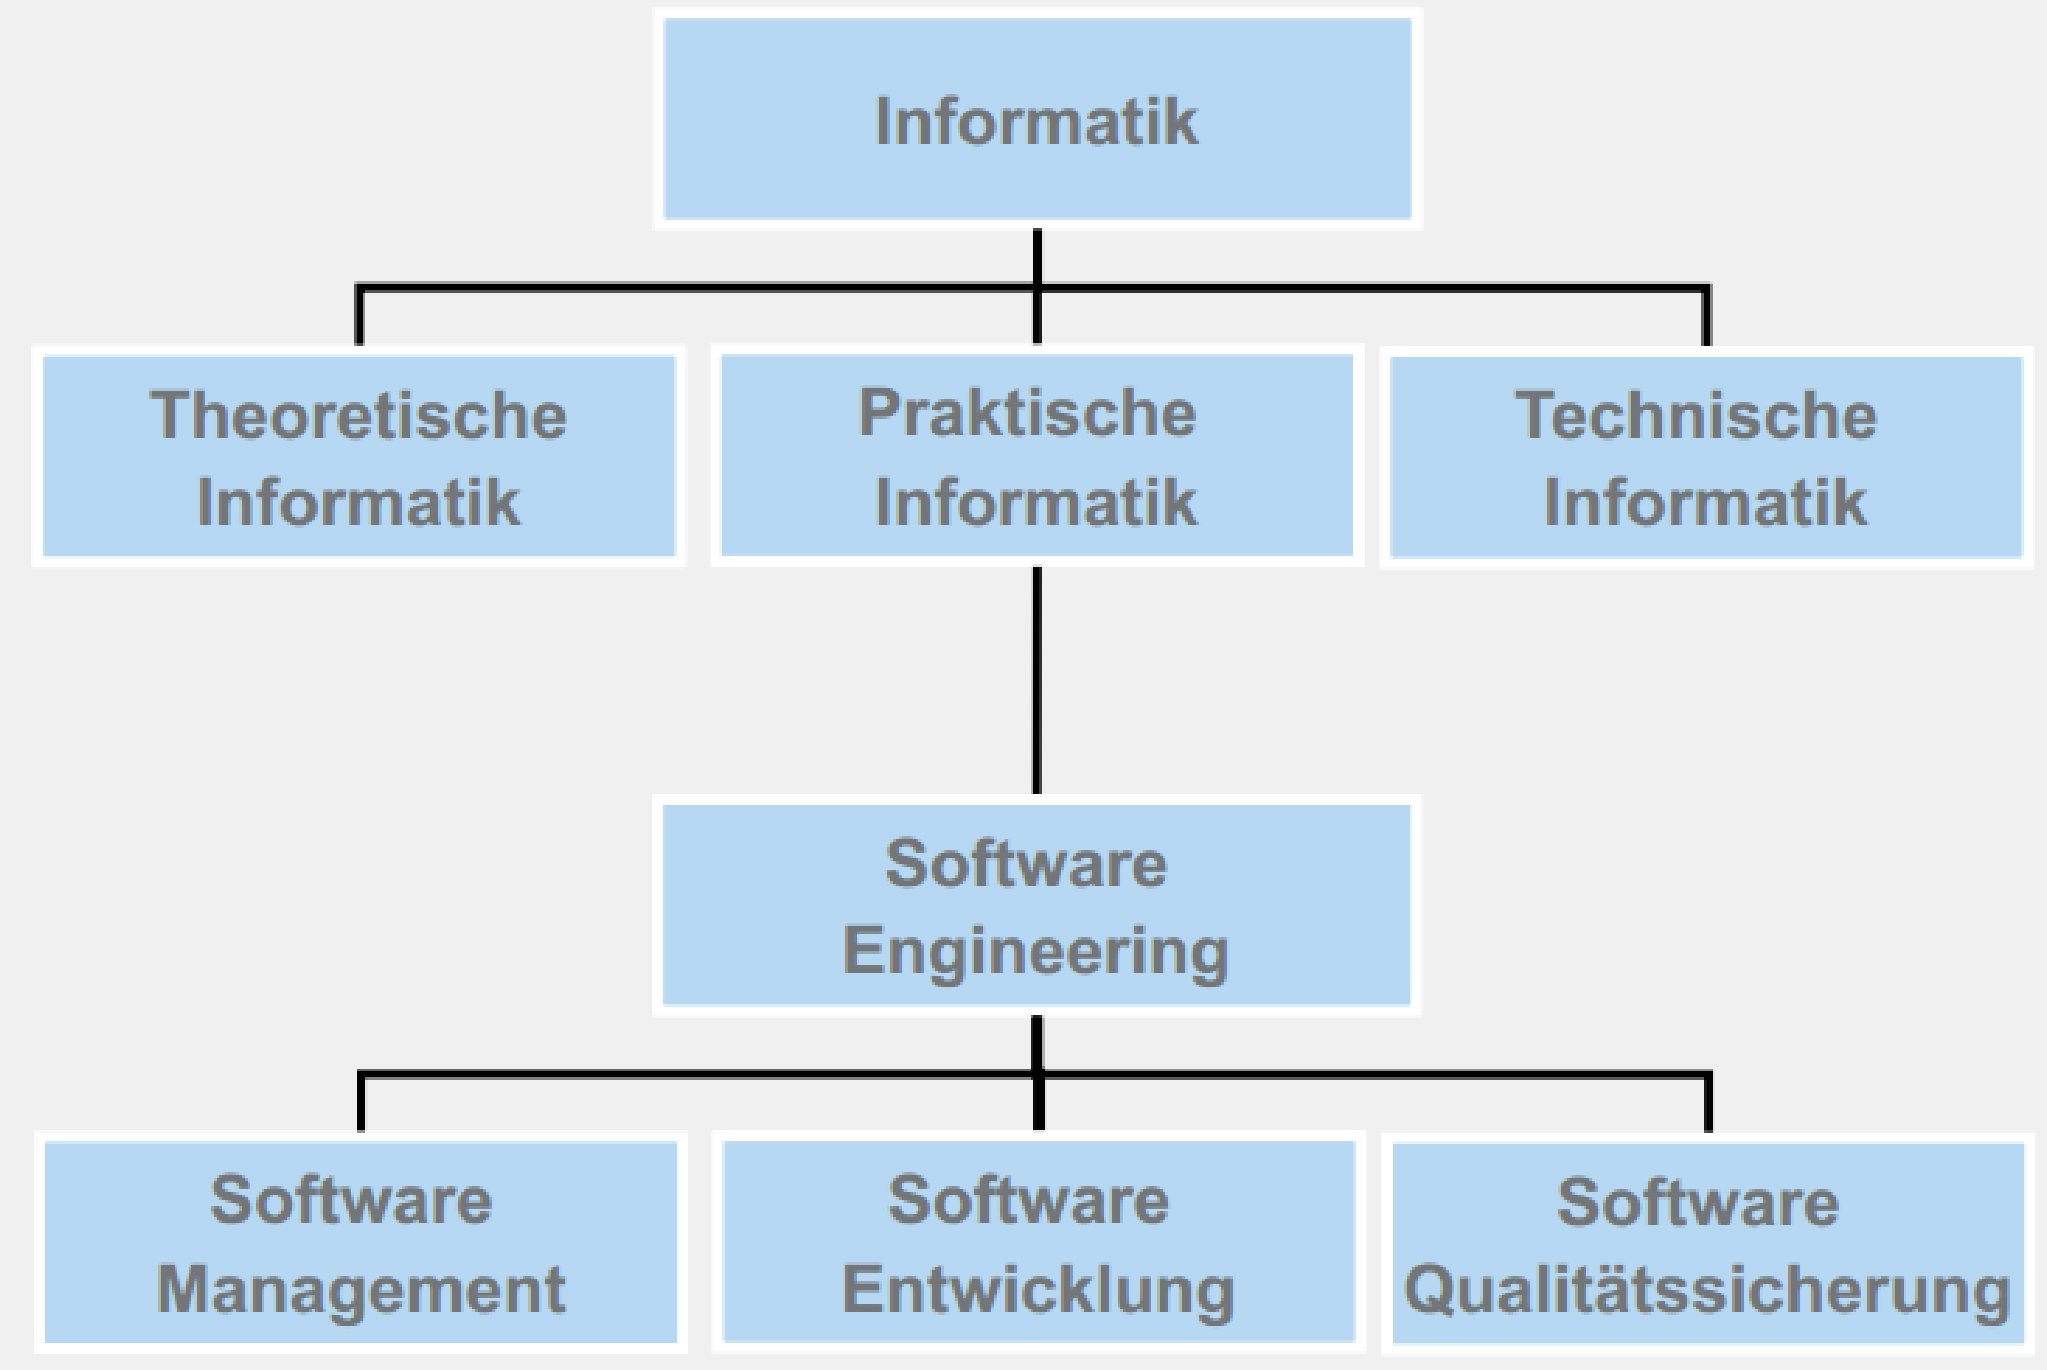 Informatik
Theoretische
Informatik
Praktische
Informatik
Technische
Informatik
Software
Engineering
Software
Management
Software
Entwicklung
Software
Qualitätssicherung